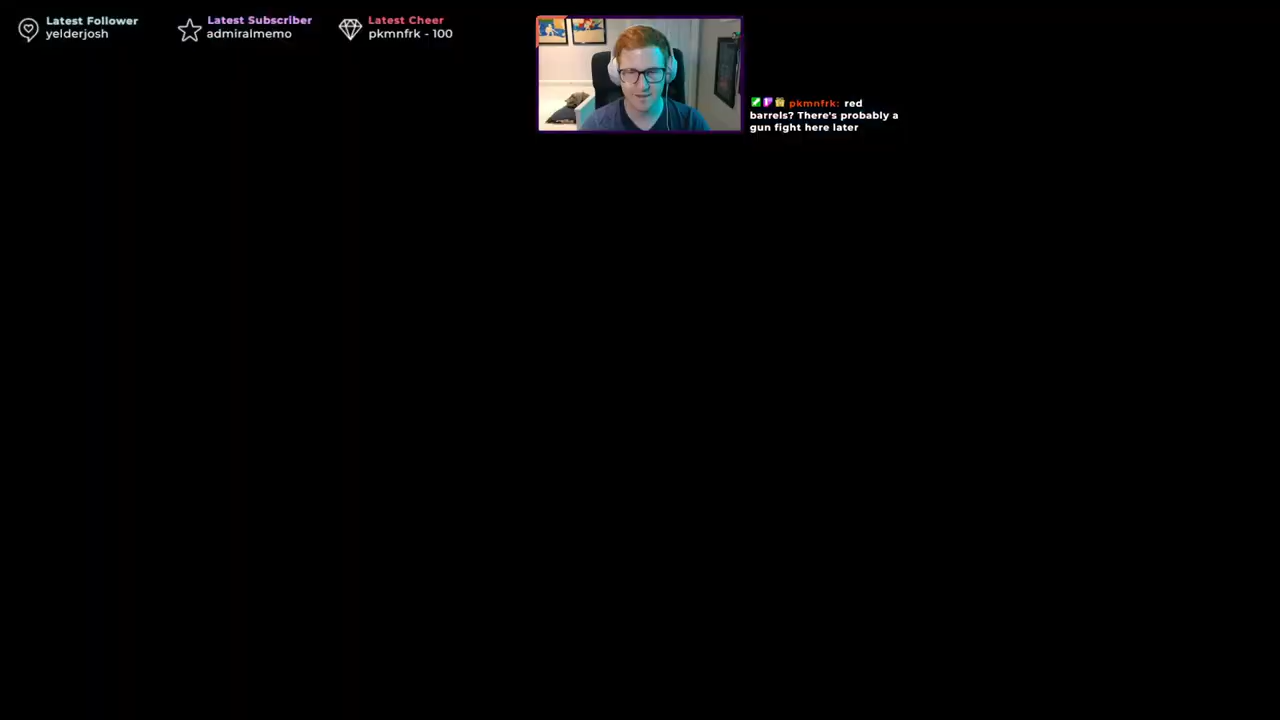 Latest Follower
yelderjosh
Latest Subscriber
admiralmemo
Latest Cheer
pkmnfrk - 100
pkmnfrk: red
barrels? There's probably a
gun fight here later